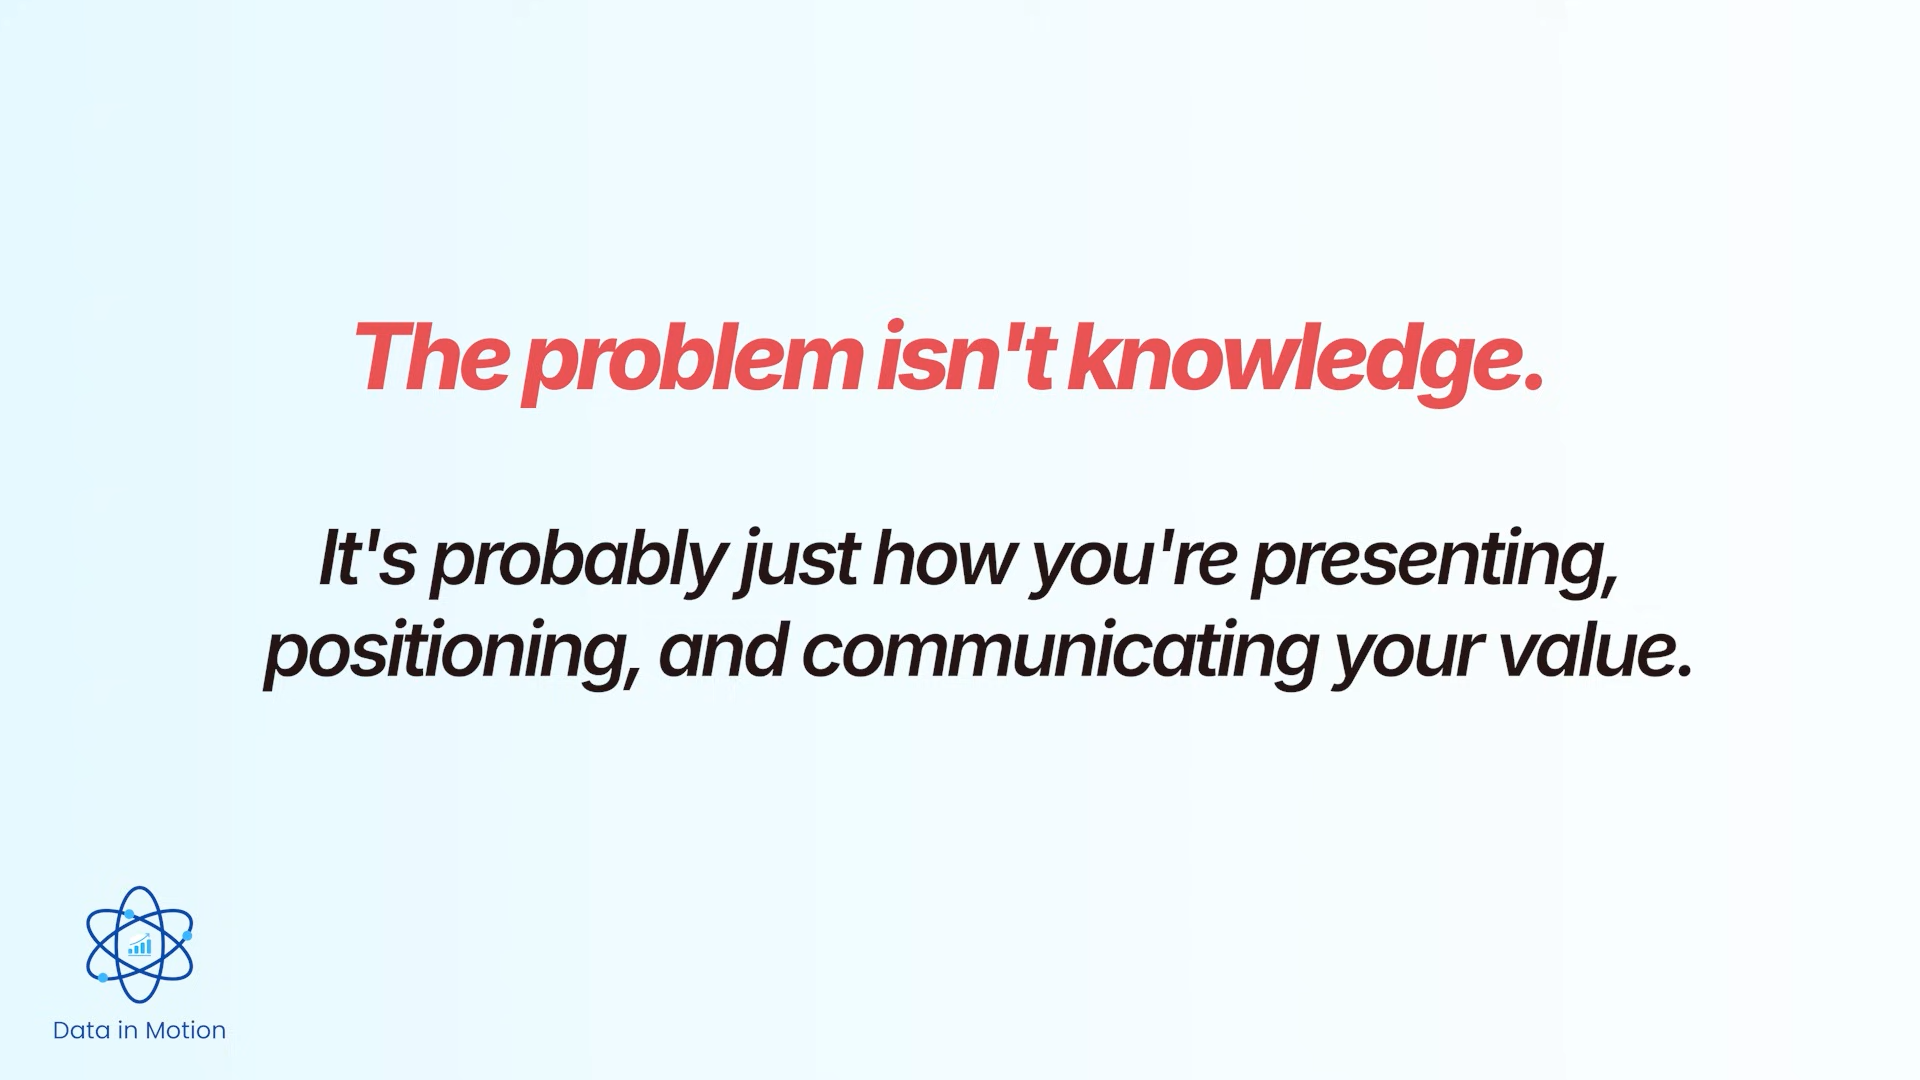 The problem isn't knowledge.
It's probably just how you're presenting,
positioning, and communicating your value.
Data in Motion